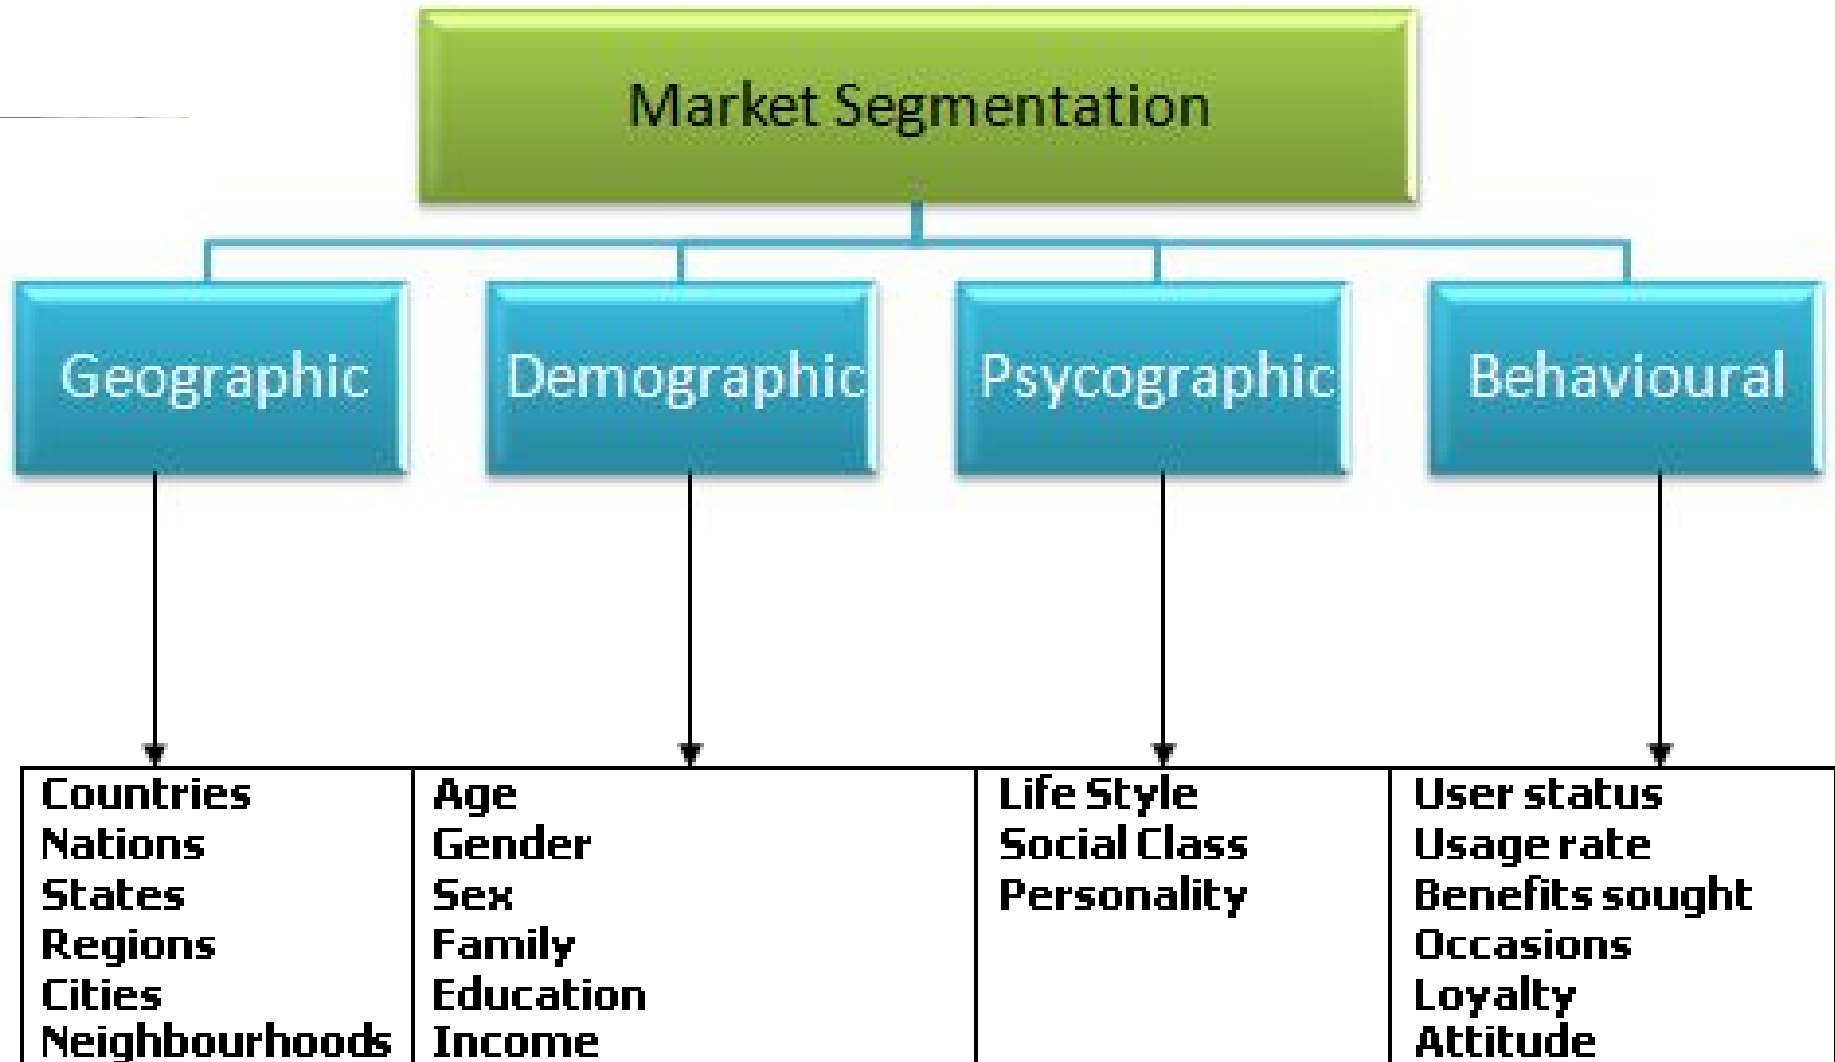 Market Segmentation
Geographic
Demographic
Psycographic
Behavioural
Countries
Nations
States
Regions
Cities
Neighbourhoods
Age
Gender
Sex
Family
Education
Income
Life Style
Social Class
Personality
User status
Usage rate
Benefits sought
Occasions
Loyalty
Attitude